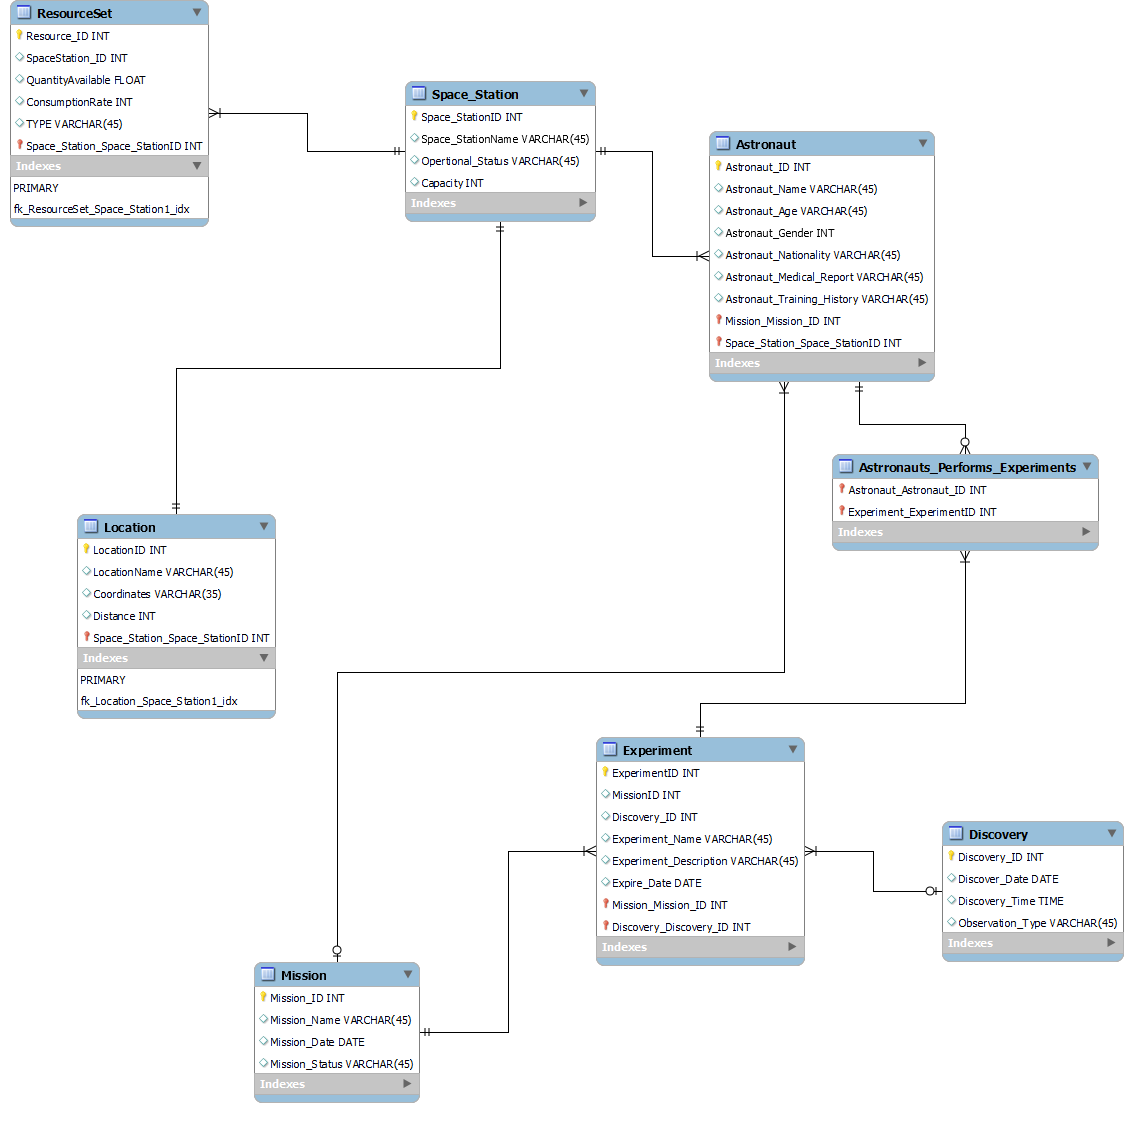 ResourceSet
Resource_ID INT
SpaceStation_ID INT
QuantityAvailable FLOAT
ConsumptionRate INT
TYPE VARCHAR(45)
Space_Station_Space_StationID INT
Indexes
PRIMARY
fk_ResourceSet_Space_Station1_idx
Space_Station
Space_StationID INT
Space_StationName VARCHAR(45)
Opertional_Status VARCHAR(45)
Capacity INT
Indexes
Astronaut
Astronaut_ID INT
Astronaut_Name VARCHAR(45)
Astronaut_Age VARCHAR(45)
Astronaut_Gender INT
Astronaut_Nationality VARCHAR(45)
Astronaut_Medical_Report VARCHAR(45)
Astronaut_Training_History VARCHAR(45)
Mission_Mission_ID INT
Space_Station_Space_StationID INT
Indexes
Astrronauts_Performs_Experiments
Astronaut_Astronaut_ID INT
Experiment_ExperimentID INT
Indexes
Location
LocationID INT
LocationName VARCHAR(45)
Coordinates VARCHAR(35)
Distance INT
Space_Station_Space_StationID INT
Indexes
PRIMARY
fk_Location_Space_Station1_idx
Experiment
ExperimentID INT
MissionID INT
Discovery_ID INT
Experiment_Name VARCHAR(45)
Experiment_Description VARCHAR(45)
Expire_Date DATE
Mission_Mission_ID INT
Discovery_Discovery_ID INT
Indexes
Discovery
Discovery_ID INT
Discover_Date DATE
Discovery_Time TIME
Observation_Type VARCHAR(45)
Indexes
Mission
Mission_ID INT
Mission_Name VARCHAR(45)
Mission_Date DATE
Mission_Status VARCHAR(45)
Indexes